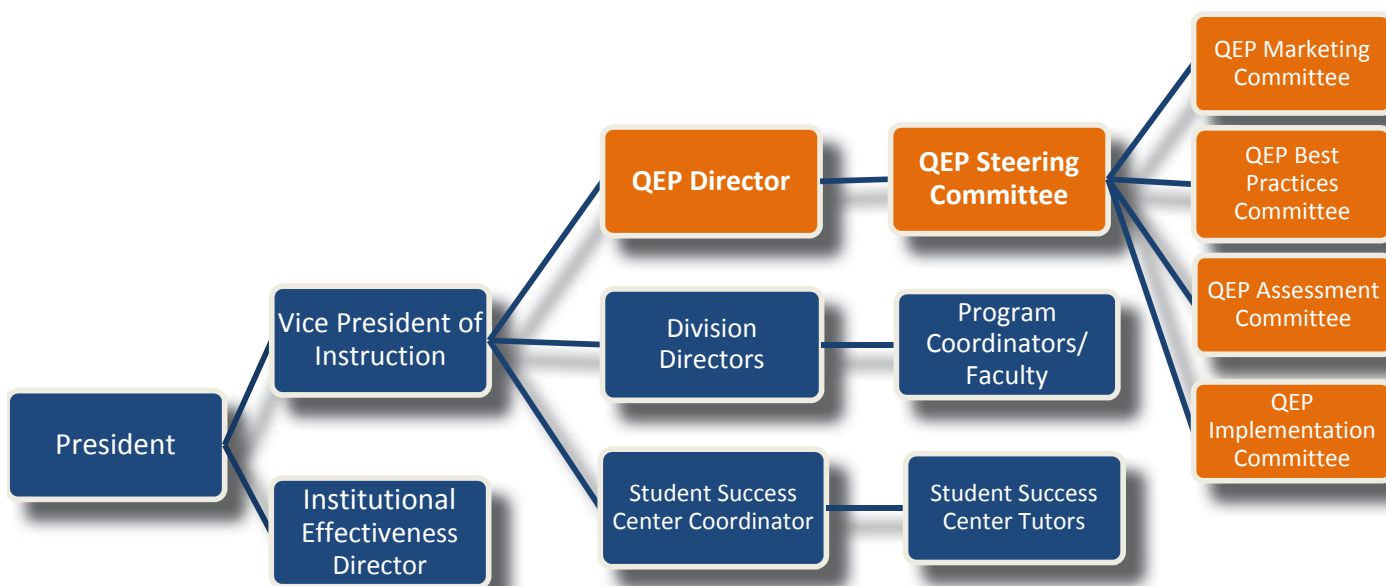 President
Vice President of
Instruction
Institutional
Effectiveness
Director
QEP Director
Division
Directors
Student Success
Center Coordinator
QEP Steering
Committee
Program
Coordinators/
Faculty
Student Success
Center Tutors
QEP Marketing
Committee
QEP Best
Practices
Committee
QEP Assessment
Committee
QEP
Implementation
Committee